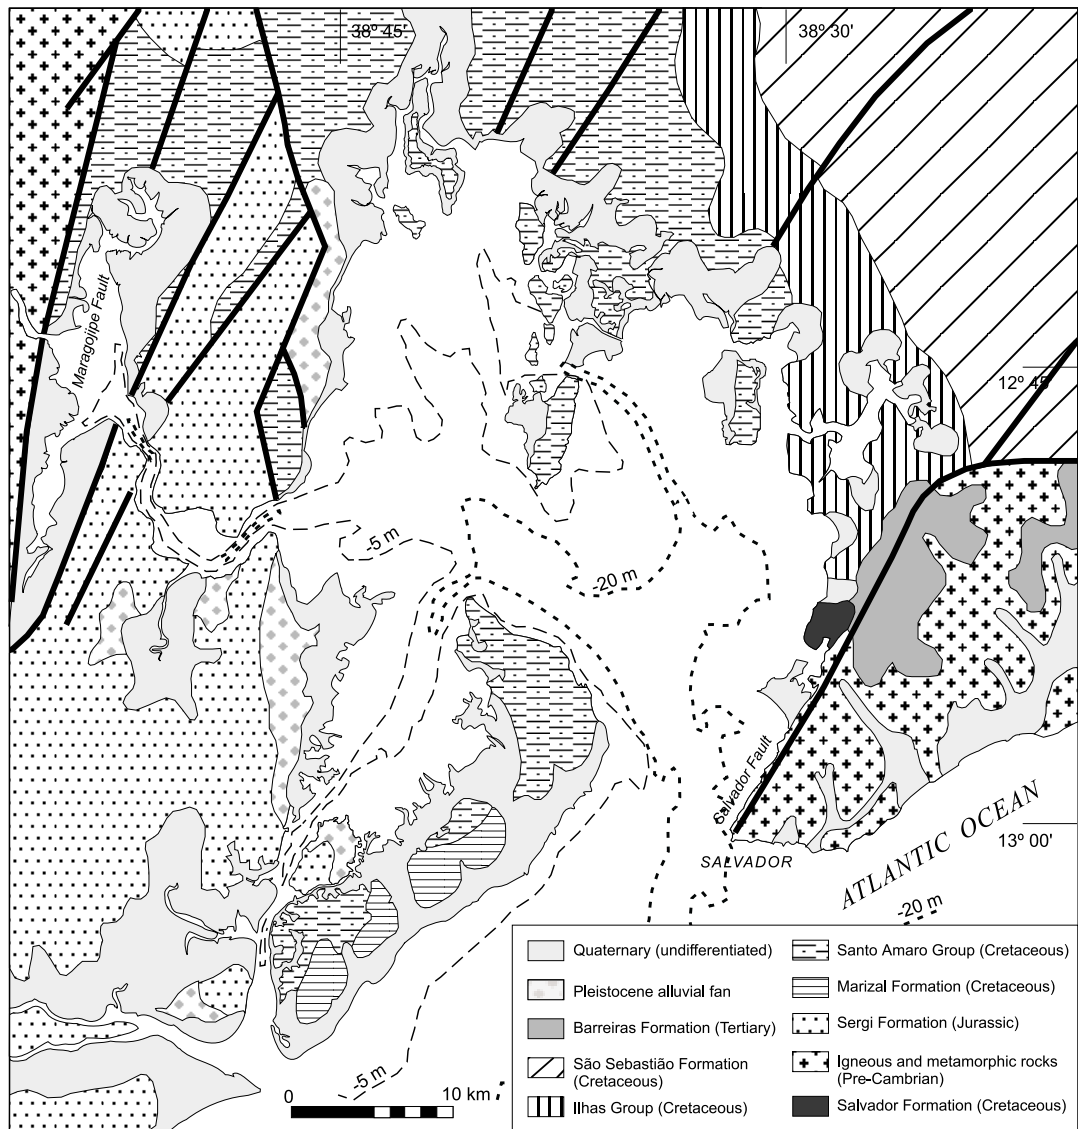 38° 45'
38° 30'
Maragojipe Fault
12° 45'
-5 m
-20 m
Salvador Fault
13° 00'
SALVADOR
ATLANTIC OCEAN
-20 m
-5 m
0
10 km
Quaternary (undifferentiated)
Pleistocene alluvial fan
Barreiras Formation (Tertiary)
São Sebastião Formation
(Cretaceous)
Ilhas Group (Cretaceous)
Santo Amaro Group (Cretaceous)
Marizal Formation (Cretaceous)
Sergi Formation (Jurassic)
Igneous and metamorphic rocks
(Pre-Cambrian)
Salvador Formation (Cretaceous)